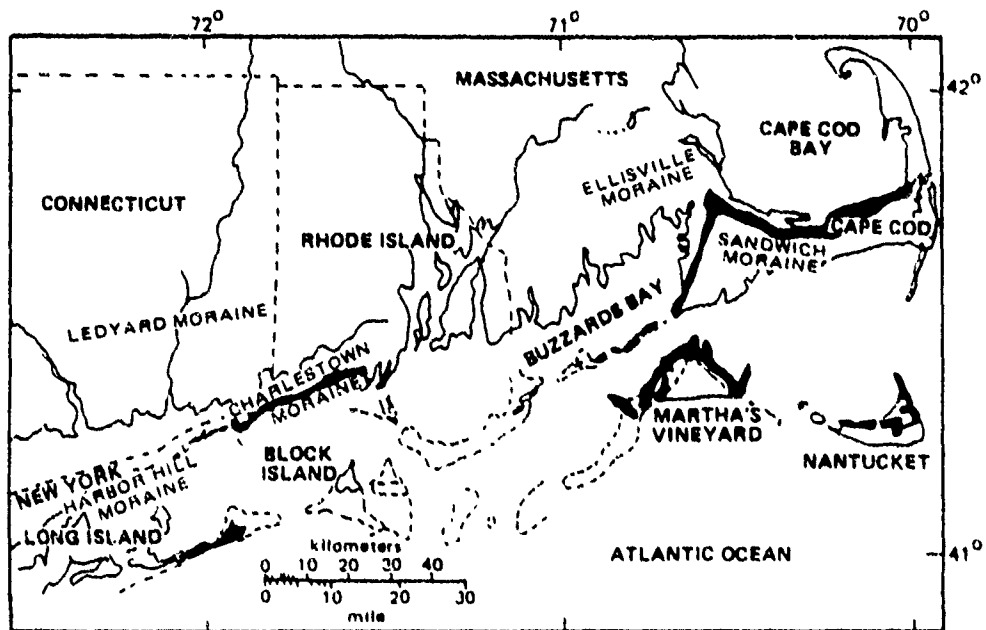 72°
71°
70°
MASSACHUSETTS
42°
CAPE COD
BAY
ELLISVILLE
MORAINE
CONNECTICUT
RHODE ISLAND
CAPE COD
SANDWICH
MORAINE
LEDYARD MORAINE
BUZZARDE BAY
CHARLESTOWN
MORAINE
MARTHA'S
VINEYARD
BLOCK
ISLAND
NANTUCKET
NEW YORK
HARBOR HILL
MORAINE
LONG ISLAND
ATLANTIC OCEAN
41°
kilometers
0 10 20 30 40
0 10 20 30
mile